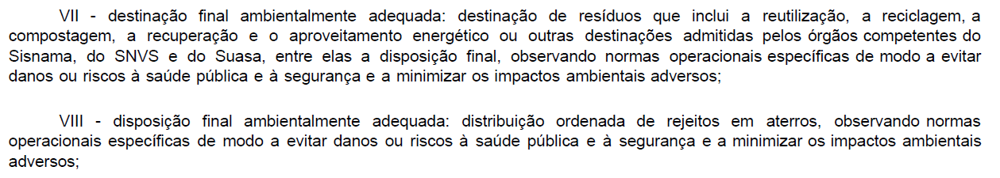 VII - destinação final ambientalmente adequada: destinação de resíduos que inclui a reutilização, a reciclagem, a
compostagem, a recuperação e o aproveitamento energético ou outras destinações admitidas pelos órgãos competentes do
Sisnama, do SNVS e do Suasa, entre elas a disposição final, observando normas operacionais específicas de modo a evitar
danos ou riscos à saúde pública e à segurança e a minimizar os impactos ambientais adversos;
VIII - disposição final ambientalmente adequada: distribuição ordenada de rejeitos em aterros, observando normas
operacionais específicas de modo a evitar danos ou riscos à saúde pública e à segurança e a minimizar os impactos ambientais
adversos;